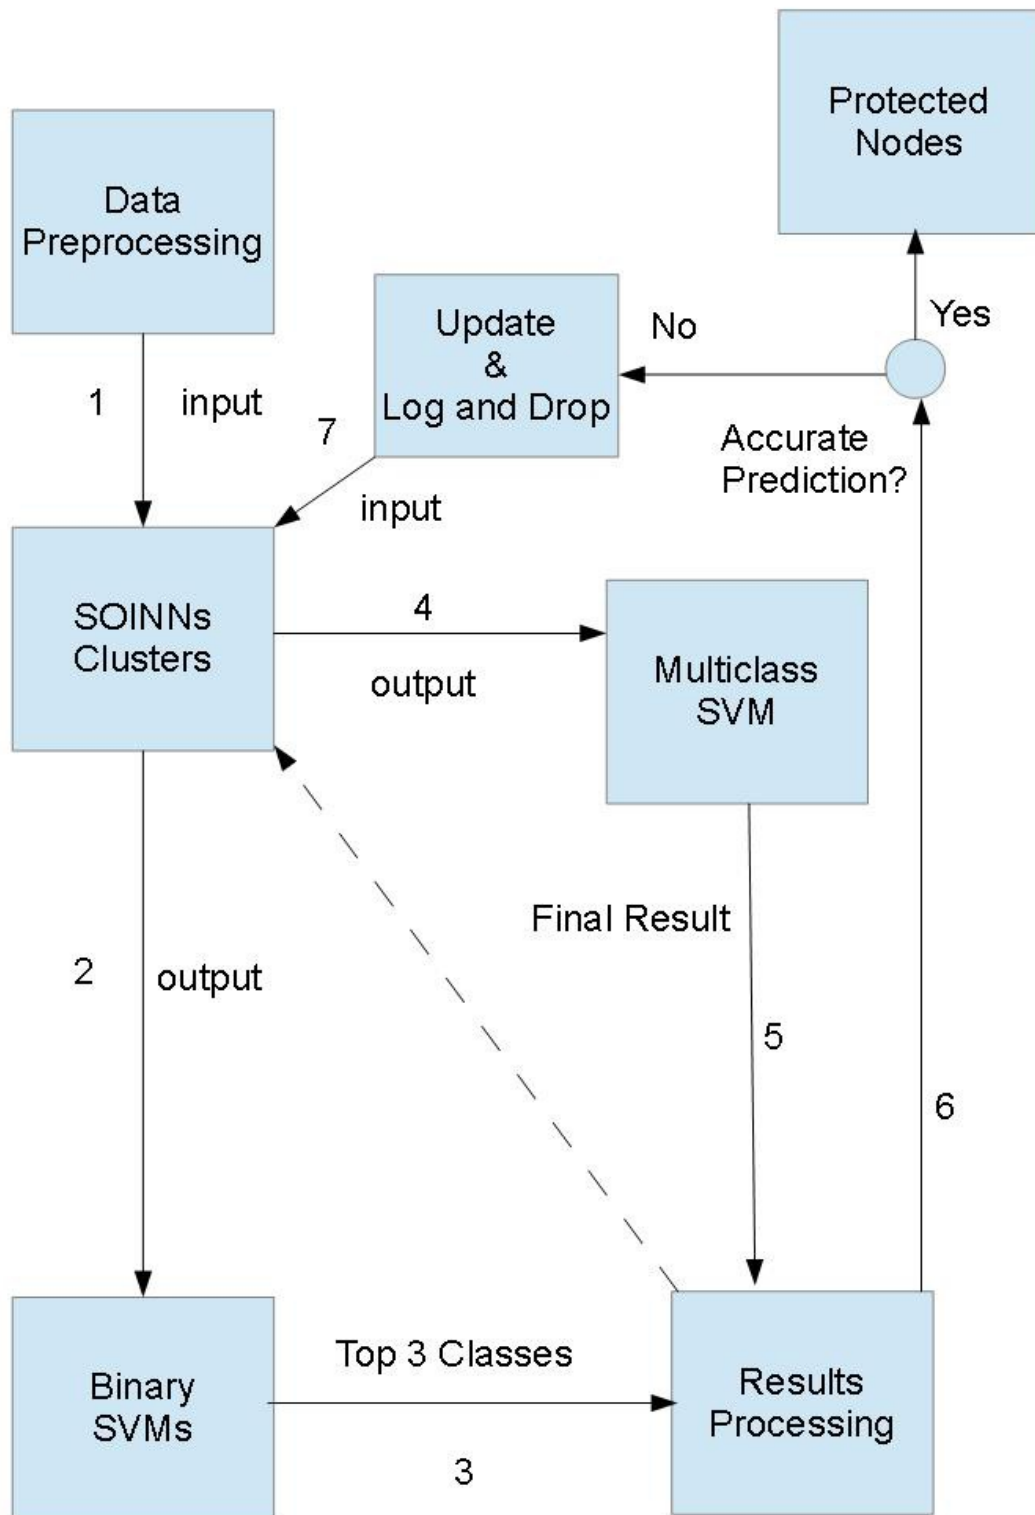 Protected
Nodes
Data
Preprocessing
Update
&
Log and Drop
No
Yes
1
input
7
input
Accurate
Prediction?
SOINNs
Clusters
4
output
Multiclass
SVM
Final Result
2
output
5
6
Top 3 Classes
Binary
SVMs
Results
Processing
3